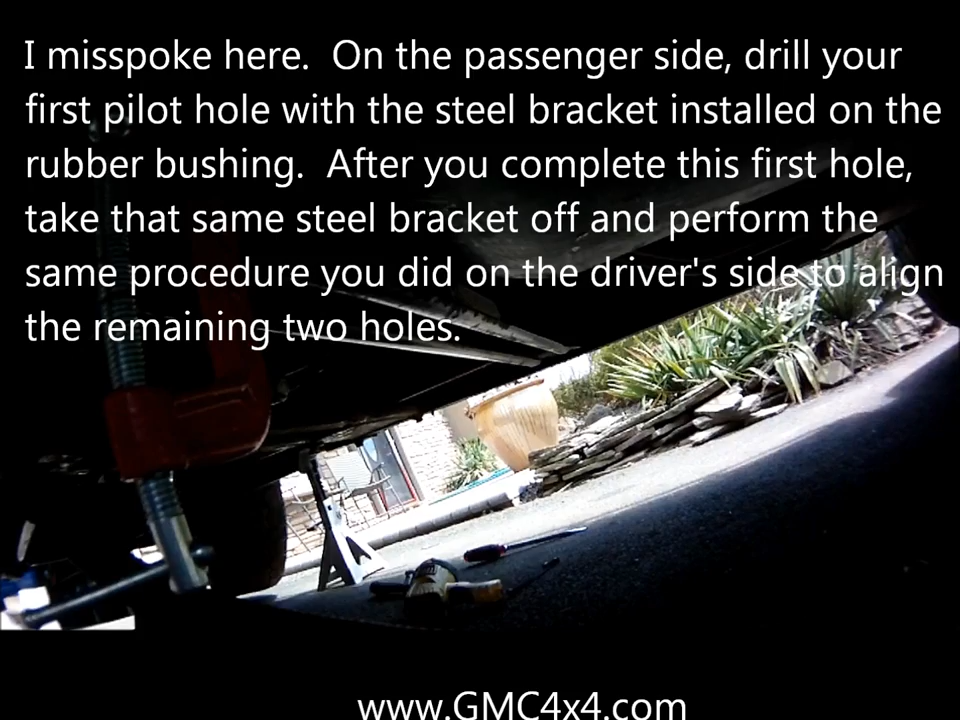 I misspoke here.  On the passenger side, drill your
first pilot hole with the steel bracket installed on the
rubber bushing.  After you complete this first hole,
take that same steel bracket off and perform the
same procedure you did on the driver's side to align
the remaining two holes.
www.GMC4x4.com